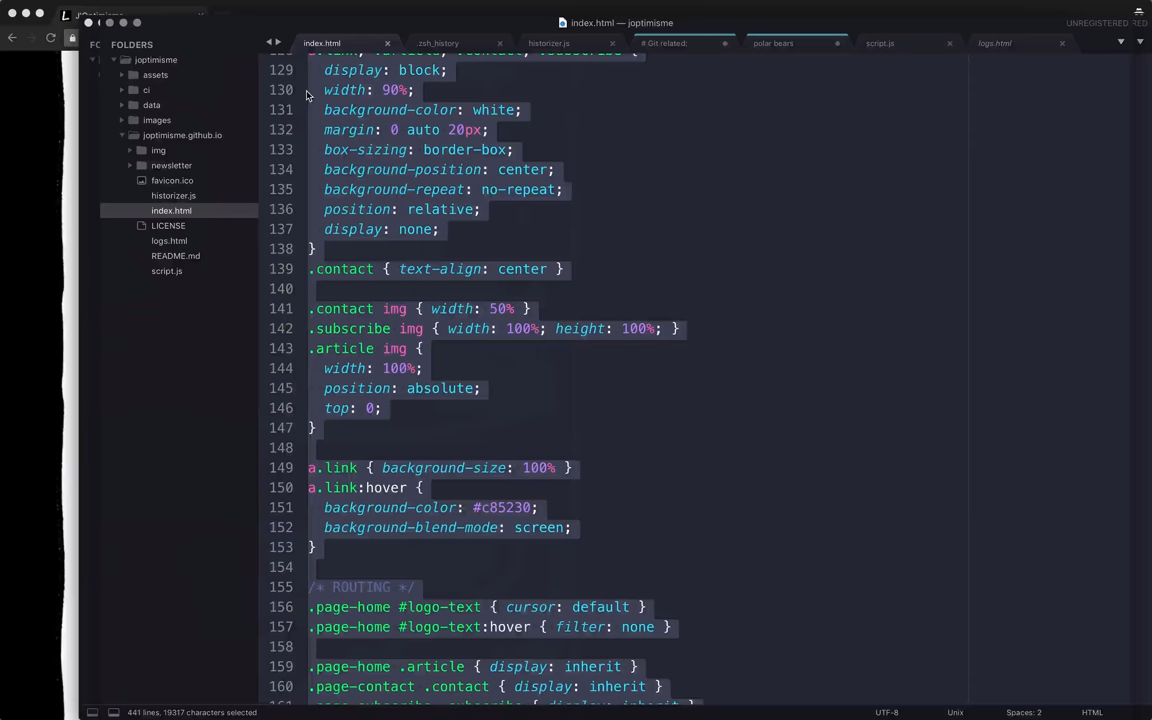 J'Optimisme
index.html — joptimisme
UNREGISTERED
FOLDERS
joptimisme
assets
ci
data
images
joptimisme.github.io
img
newsletter
favicon.ico
historizer.js
index.html
LICENSE
logs.html
README.md
script.js
index.html
.zsh_history
historizer.js
# Git related:
polar bears
script.js
logs.html
129 display: block;
130 width: 90%;
131 background-color: white;
132 margin: 0 auto 20px;
133 box-sizing: border-box;
134 background-position: center;
135 background-repeat: no-repeat;
136 position: relative;
137 display: none;
138 }
139 .contact { text-align: center }
140
141 .contact img { width: 50% }
142 .subscribe img { width: 100%; height: 100%; }
143 .article img {
144 width: 100%;
145 position: absolute;
146 top: 0;
147 }
148
149 a.link { background-size: 100% }
150 a.link:hover {
151 background-color: #c85230;
152 background-blend-mode: screen;
153 }
154
155 /* ROUTING */
156 .page-home #logo-text { cursor: default }
157 .page-home #logo-text:hover { filter: none }
158
159 .page-home .article { display: inherit }
160 .page-contact .contact { display: inherit }
441 lines, 19317 characters selected
UTF-8
Unix
Spaces: 2
HTML